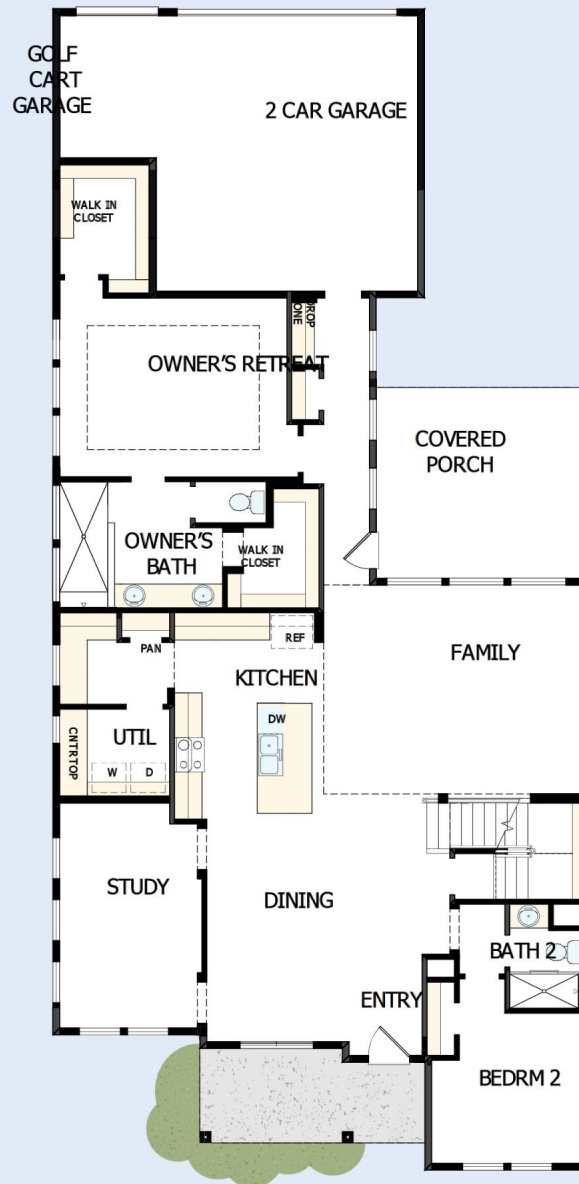 GOLF
CART
GARAGE
2 CAR GARAGE
WALK IN
CLOSET
DROP
ONE
OWNER'S RETREAT
COVERED
PORCH
OWNER'S
BATH
WALK IN
CLOSET
PAN
REF
KITCHEN
FAMILY
DW
UTIL
CNTRTOP
W
D
STUDY
DINING
BATH 2
ENTRY
BEDRM 2